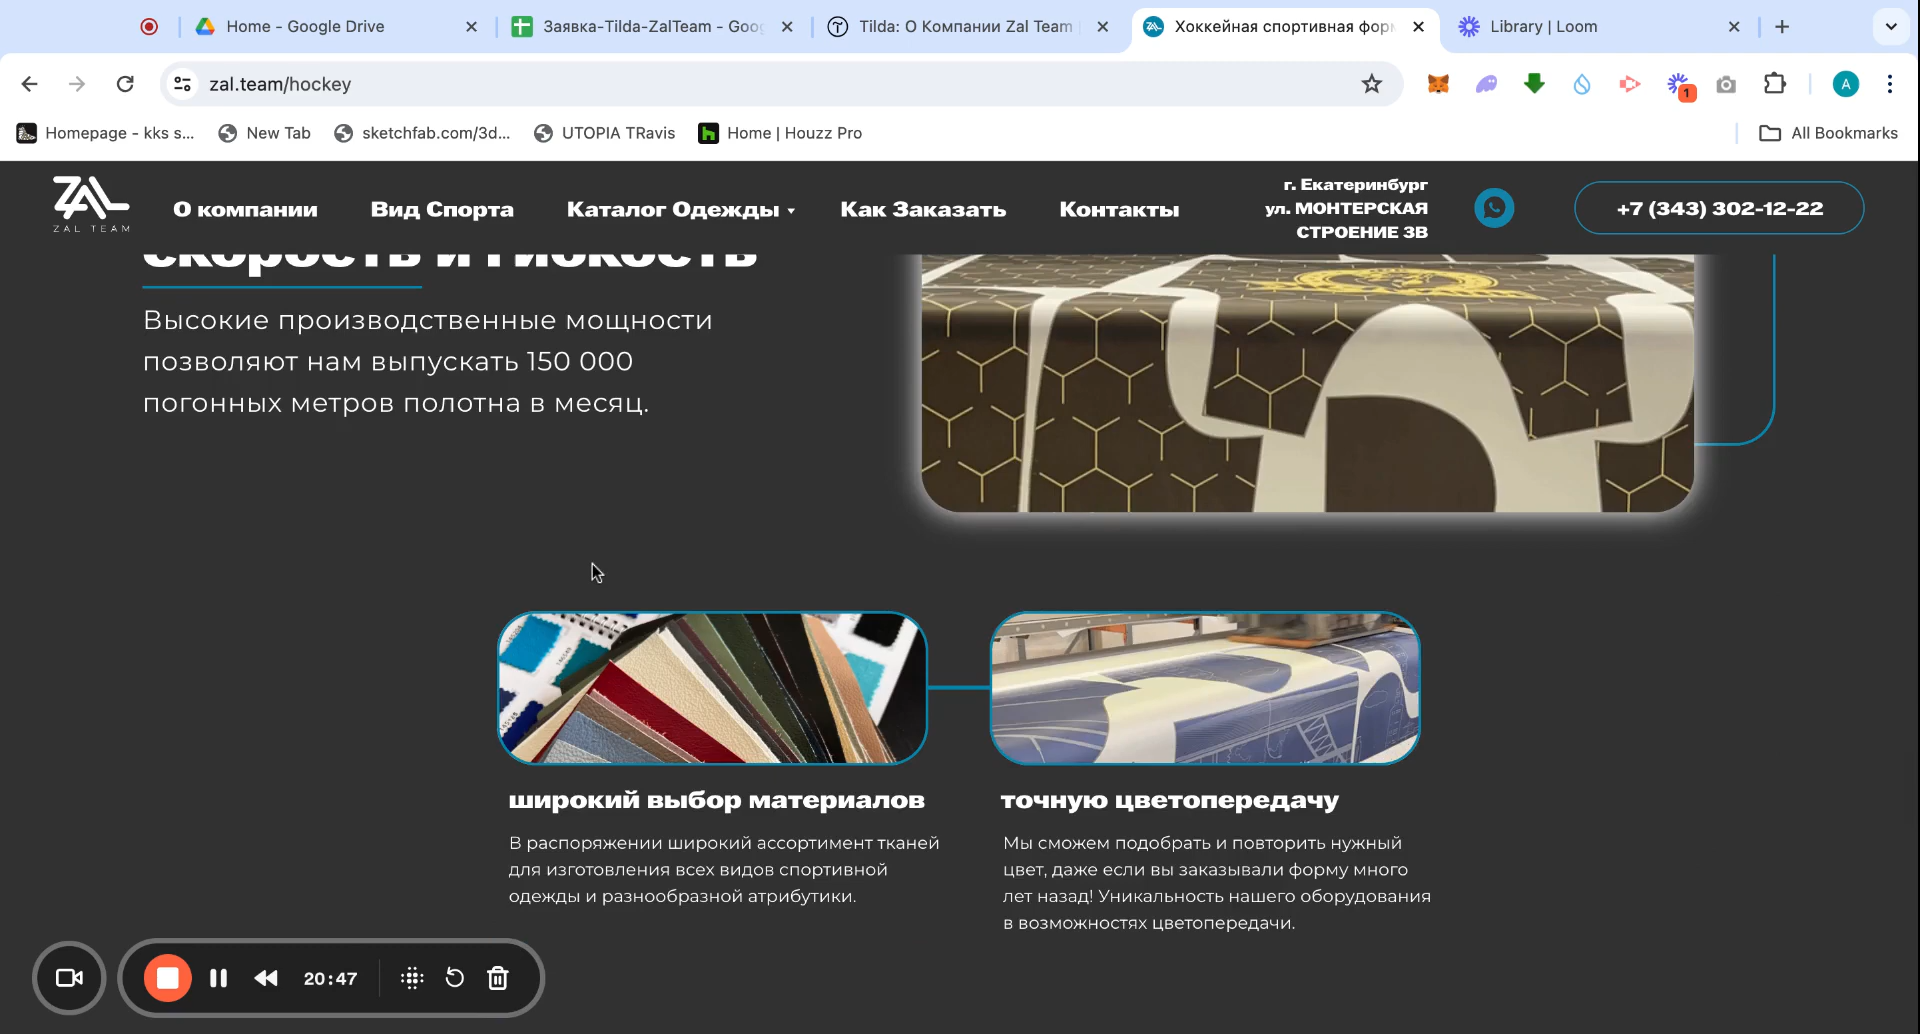 Home - Google Drive
Заявка-Tilda-ZalTeam - Goo
Tilda: О Компании Zal Team
Хоккейная спортивная фор
Library | Loom
zal.team/hockey
1
A
Homepage - kks s...
New Tab
sketchfab.com/3d...
UTOPIA TRavis
Home | Houzz Pro
All Bookmarks
ZAL
ZAL TEAM
О компании
Вид Спорта
Каталог Одежды
Как Заказать
Контакты
г. Екатеринбург
ул. МОНТЕРСКАЯ
СТРОЕНИЕ 3В
+7 (343) 302-12-22
скорость и гибкость
Высокие производственные мощности
позволяют нам выпускать 150 000
погонных метров полотна в месяц.
широкий выбор материалов
В распоряжении широкий ассортимент тканей
для изготовления всех видов спортивной
одежды и разнообразной атрибутики.
точную цветопередачу
Мы сможем подобрать и повторить нужный
цвет, даже если вы заказывали форму много
лет назад! Уникальность нашего оборудования
в возможностях цветопередачи.
20:47